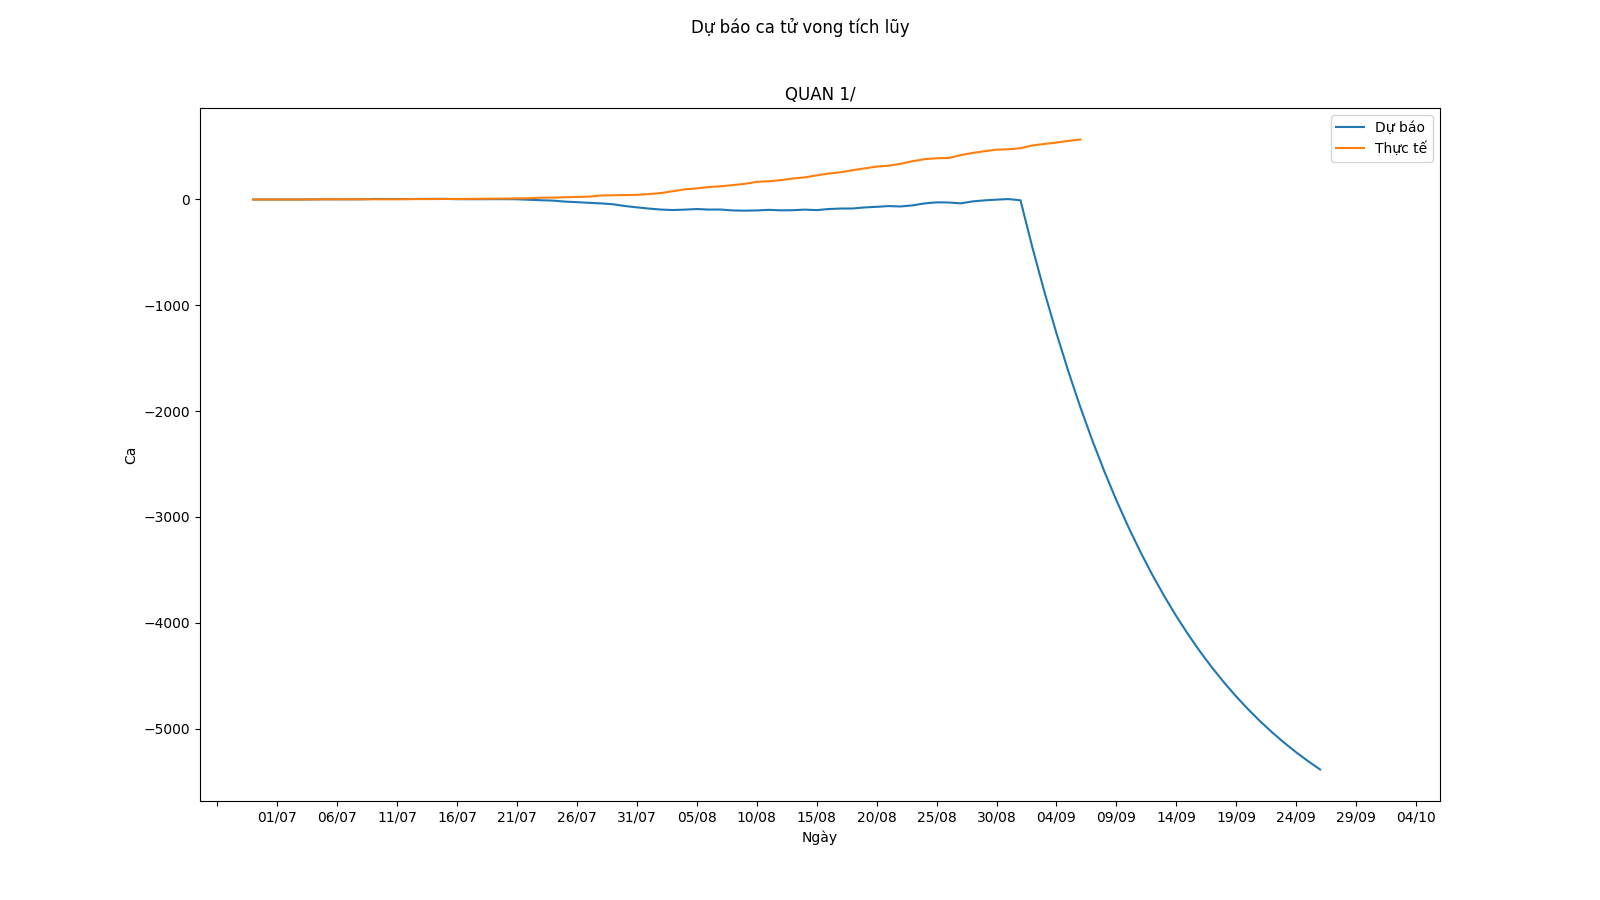 Dự báo ca tử vong tích lũy
QUAN 1/
Dự báo
Thực tế
0
−1000
−2000
−3000
−4000
−5000
Ca
01/07 06/07 11/07 16/07 21/07 26/07 31/07 05/08 10/08 15/08 20/08 25/08 30/08 04/09 09/09 14/09 19/09 24/09 29/09 04/10
Ngày